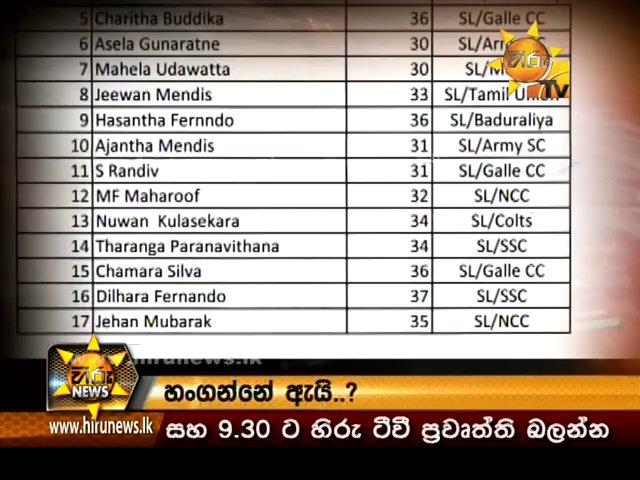 5 Charitha Buddika 36 SL/Galle CC
6 Asela Gunaratne 30 SL/Army
7 Mahela Udawatta 30
8 Jeewan Mendis 33 SL/Tamil Union
9 Hasantha Fernndo 36 SL/Baduraliya
10 Ajantha Mendis 31 SL/Army SC
11 S Randiv 31 SL/Galle CC
12 MF Maharoof 32 SL/NCC
13 Nuwan Kulasekara 34 SL/Colts
14 Tharanga Paranavithana 34 SL/SSC
15 Chamara Silva 36 SL/Galle CC
16 Dilhara Fernando 37 SL/SSC
17 Jehan Mubarak 35 SL/NCC
හිරු
TV
www.hirunews.lk
හිරු
NEWS
හංගන්නේ ඇයි..?
www.hirunews.lk
සහ 9.30 ට හිරු ටීවී ප්‍රවෘත්ති බලන්න